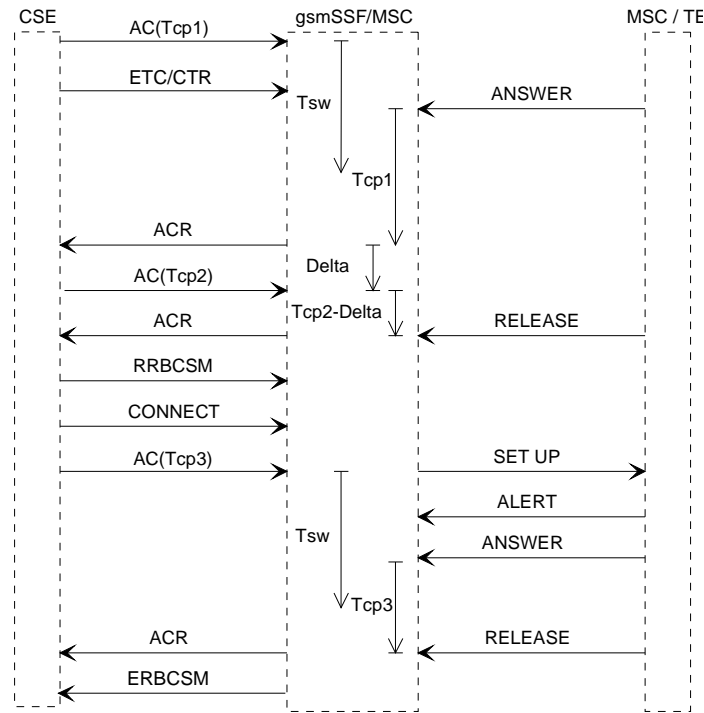 CSE gsmSSF/MSC MSC / TE
AC(Tcp1)
ETC/CTR
Tsw
ANSWER
Tcp1
ACR
Delta
AC(Tcp2)
Tcp2-Delta
ACR
RELEASE
RRBCSM
CONNECT
AC(Tcp3)
SET UP
ALERT
Tsw
ANSWER
Tcp3
ACR
RELEASE
ERBCSM